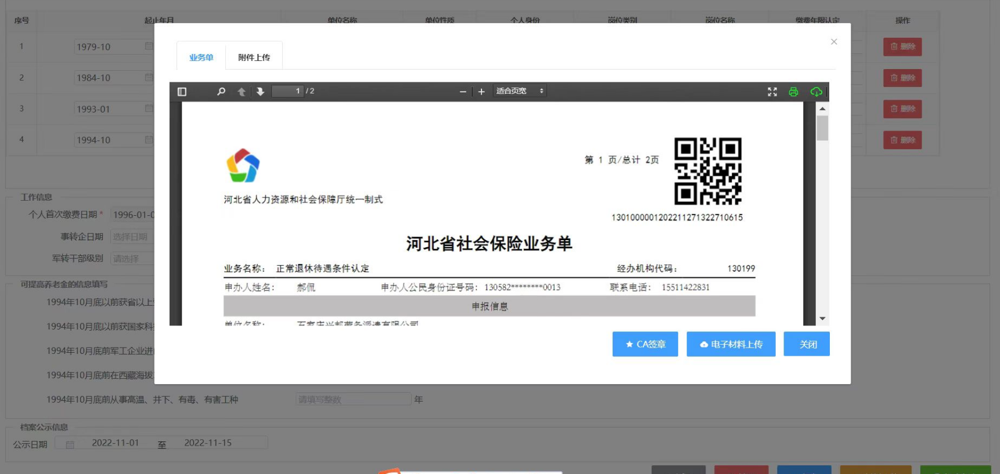 序号 起止年月 单位名称 单位性质 个人身份 岗位类别 岗位名称 缴费年限认定 操作
1 1979-10 删除
2 1984-10 删除
3 1993-01 删除
4 1994-10 删除
业务单 附件上传
1 / 2 适合页宽
第 1 页/总计 2页
河北省人力资源和社会保障厅统一制式
1301000001202211271322710615
河北省社会保险业务单
业务名称: 正常退休待遇条件认定 经办机构代码: 130199
申办人姓名: 郝侃 申办人公民身份证号码: 130582********0013 联系电话: 15511422831
申报信息
CA签章 电子材料上传 关闭
工作信息
个人首次缴费日期* 1996-01-0
事转企日期 选择日期
军转干部级别 请选择
可提高养老金的信息填写
1994年10月底以前获省以上
1994年10月底以前获国家科
1994年10月底前军工企业进
1994年10月底前在西藏海拔
1994年10月底前从事高温、井下、有毒、有害工种 请填写整数 年
档案公示信息
公示日期 2022-11-01 至 2022-11-15